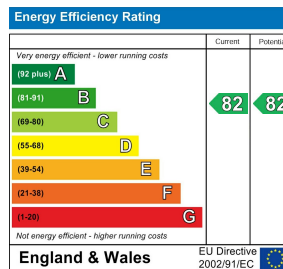 Energy Efficiency Rating
Current Potentia
Very energy efficient - lower running costs
(92 plus) A
(81-91) B
82 82
(69-80) C
(55-68) D
(39-54) E
(21-38) F
(1-20) G
Not energy efficient - higher running costs
England & Wales
EU Directive
2002/91/EC